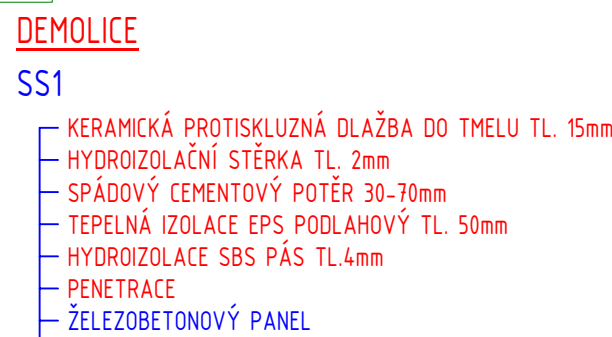 DEMOLICE
SS1
KERAMICKÁ PROTISKLUZNÁ DLAŽBA DO TMELU TL. 15mm
HYDROIZOLAČNÍ STĚRKA TL. 2mm
SPÁDOVÝ CEMENTOVÝ POTĚR 30-70mm
TEPELNÁ IZOLACE EPS PODLAHOVÝ TL. 50mm
HYDROIZOLACE SBS PÁS TL.4mm
PENETRACE
ŽELEZOBETONOVÝ PANEL